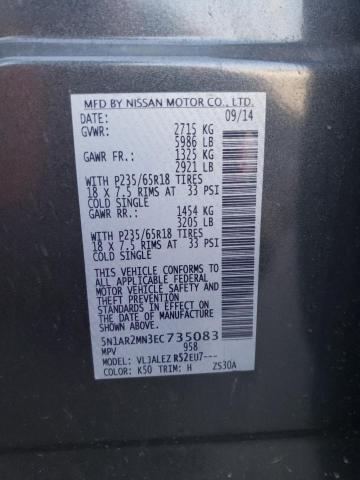 MFD BY NISSAN MOTOR CO., LTD.
DATE: 09/14
GVWR: 2715 KG
5986 LB
GAWR FR.: 1325 KG
2921 LB
WITH P235/65R18 TIRES
18 X 7.5 RIMS AT 33 PSI
COLD SINGLE
GAWR RR.: 1454 KG
3205 LB
WITH P235/65R18 TIRES
18 X 7.5 RIMS AT 33 PSI
COLD SINGLE
THIS VEHICLE CONFORMS TO
ALL APPLICABLE FEDERAL
MOTOR VEHICLE SAFETY
STANDARDS IN EFFECT ON
THE DATE OF MANUFACTURE
SHOWN ABOVE.
5N1AR2MN3EC735083
MPV 958
MODEL: VLJALEZ RS2EU7---
COLOR: K50 TRIM: H ZS30A